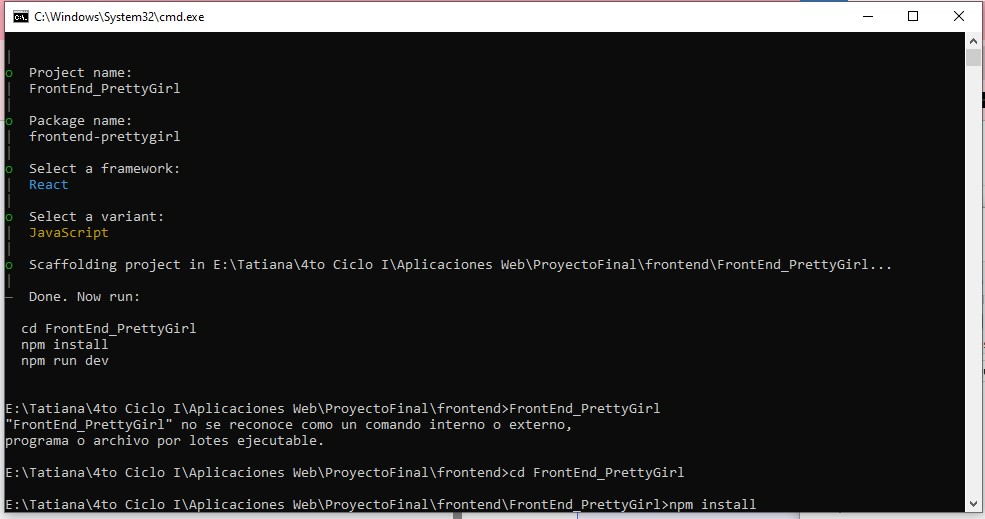 C:\Windows\System32\cmd.exe
Project name:
FrontEnd_PrettyGirl
Package name:
frontend-prettygirl
Select a framework:
React
Select a variant:
JavaScript
Scaffolding project in E:\Tatiana\4to Ciclo I\Aplicaciones Web\ProyectoFinal\frontend\FrontEnd_PrettyGirl...
Done. Now run:
cd FrontEnd_PrettyGirl
npm install
npm run dev
E:\Tatiana\4to Ciclo I\Aplicaciones Web\ProyectoFinal\frontend>FrontEnd_PrettyGirl
"FrontEnd_PrettyGirl" no se reconoce como un comando interno o externo,
programa o archivo por lotes ejecutable.
E:\Tatiana\4to Ciclo I\Aplicaciones Web\ProyectoFinal\frontend>cd FrontEnd_PrettyGirl
E:\Tatiana\4to Ciclo I\Aplicaciones Web\ProyectoFinal\frontend\FrontEnd_PrettyGirl>npm install